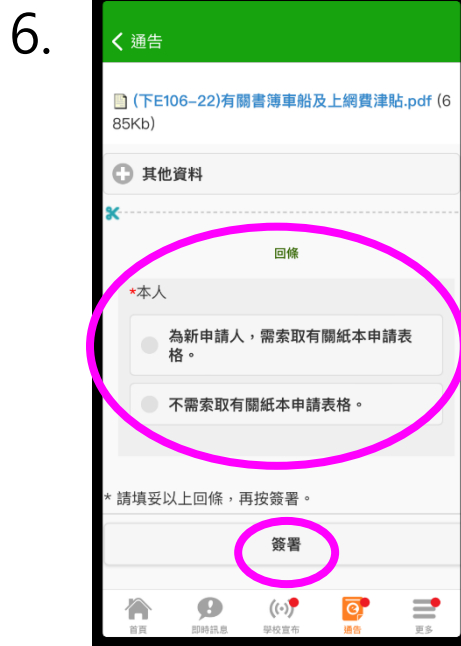 6.
通告
(下E106-22)有關書簿車船及上網費津貼.pdf (6
85Kb)
其他資料
回條
*本人
為新申請人，需索取有關紙本申請表
格。
不需索取有關紙本申請表格。
* 請填妥以上回條，再按簽署。
簽署
首頁 即時訊息 學校宣布 通告 更多